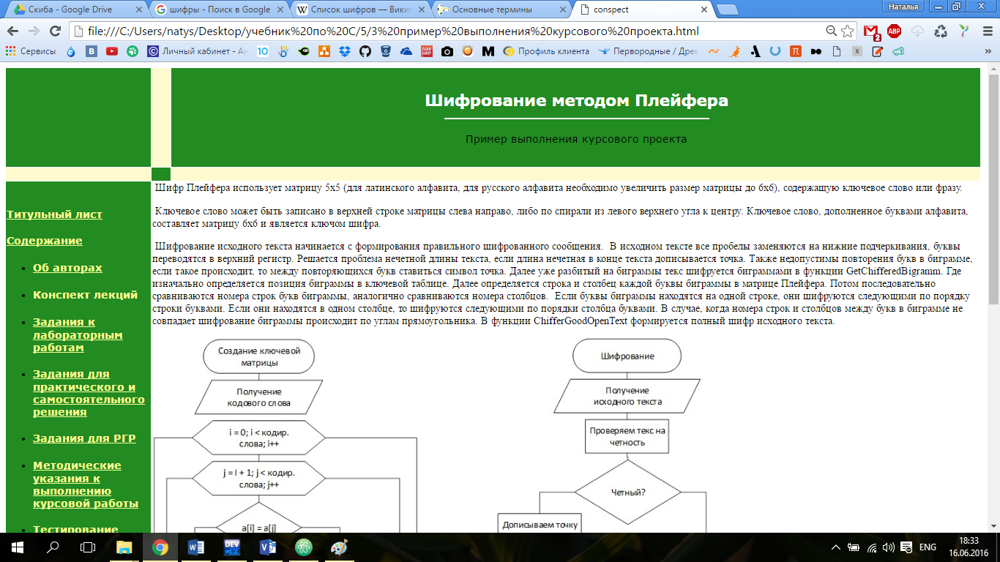 Скиба - Google Drive
шифры - Поиск в Google
Список шифров — Вики
Основные термины
conspect
Наталья
file:///C:/Users/natys/Desktop/учебник%20по%20C/5/3%20пример%20выполнения%20курсового%20проекта.html
2
ABP
Сервисы
Личный кабинет - Ан
10
Профиль клиента
Первородные / Древ
»
Шифрование методом Плейфера
Пример выполнения курсового проекта
Титульный лист
Содержание
Об авторах
Конспект лекций
Задания к
лабораторным
работам
Задания для
практического и
самостоятельного
решения
Задания для РГР
Методические
указания к
выполнению
курсовой работы
Тестирование
Шифр Плейфера использует матрицу 5х5 (для латинского алфавита, для русского алфавита необходимо увеличить размер матрицы до 6х6), содержащую ключевое слово или фразу.
Ключевое слово может быть записано в верхней строке матрицы слева направо, либо по спирали из левого верхнего угла к центру. Ключевое слово, дополненное буквами алфавита,
составляет матрицу 6х6 и является ключом шифра.
Шифрование исходного текста начинается с формирования правильного шифрованного сообщения. В исходном тексте все пробелы заменяются на нижние подчеркивания, буквы
переводятся в верхний регистр. Решается проблема нечетной длины текста, если длина нечетная в конце текста дописывается точка. Также недопустимы повторения букв в биграмме,
если такое происходит, то между повторяющихся букв ставиться символ точка. Далее уже разбитый на биграммы текс шифруется биграммами в функции GetChifferedBigramm. Где
изначально определяется позиция биграммы в ключевой таблице. Далее определяется строка и столбец каждой буквы биграммы в матрице Плейфера. Потом последовательно
сравниваются номера строк букв биграммы, аналогично сравниваются номера столбцов. Если буквы биграммы находятся на одной строке, они шифруются следующими по порядку
строки буквами. Если они находятся в одном столбце, то шифруются следующими по порядки столбца буквами. В случае, когда номера строк и столбцов между букв в биграмме не
совпадает шифрование биграммы происходит по углам прямоугольника. В функции ChifferGoodOpenText формируется полный шифр исходного текста.
Создание ключевой
матрицы
Получение
кодового слова
i = 0; i < кодир.
слова; i++
j = I + 1; j < кодир.
слова; j++
a[i] = a[j]
Шифрование
Получение
исходного текста
Проверяем текс на
четность
Четный?
Дописываем точку
DEV
ENG
18:33
16.06.2016